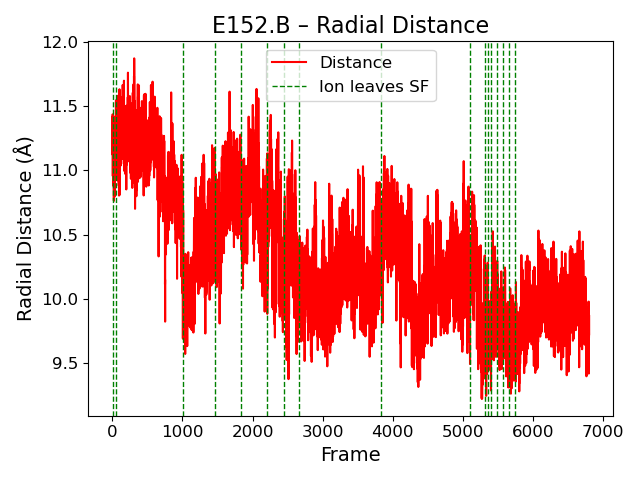 E152.B – Radial Distance
Distance
Ion leaves SF
Radial Distance (Å)
12.0
11.5
11.0
10.5
10.0
9.5
0 1000 2000 3000 4000 5000 6000 7000
Frame